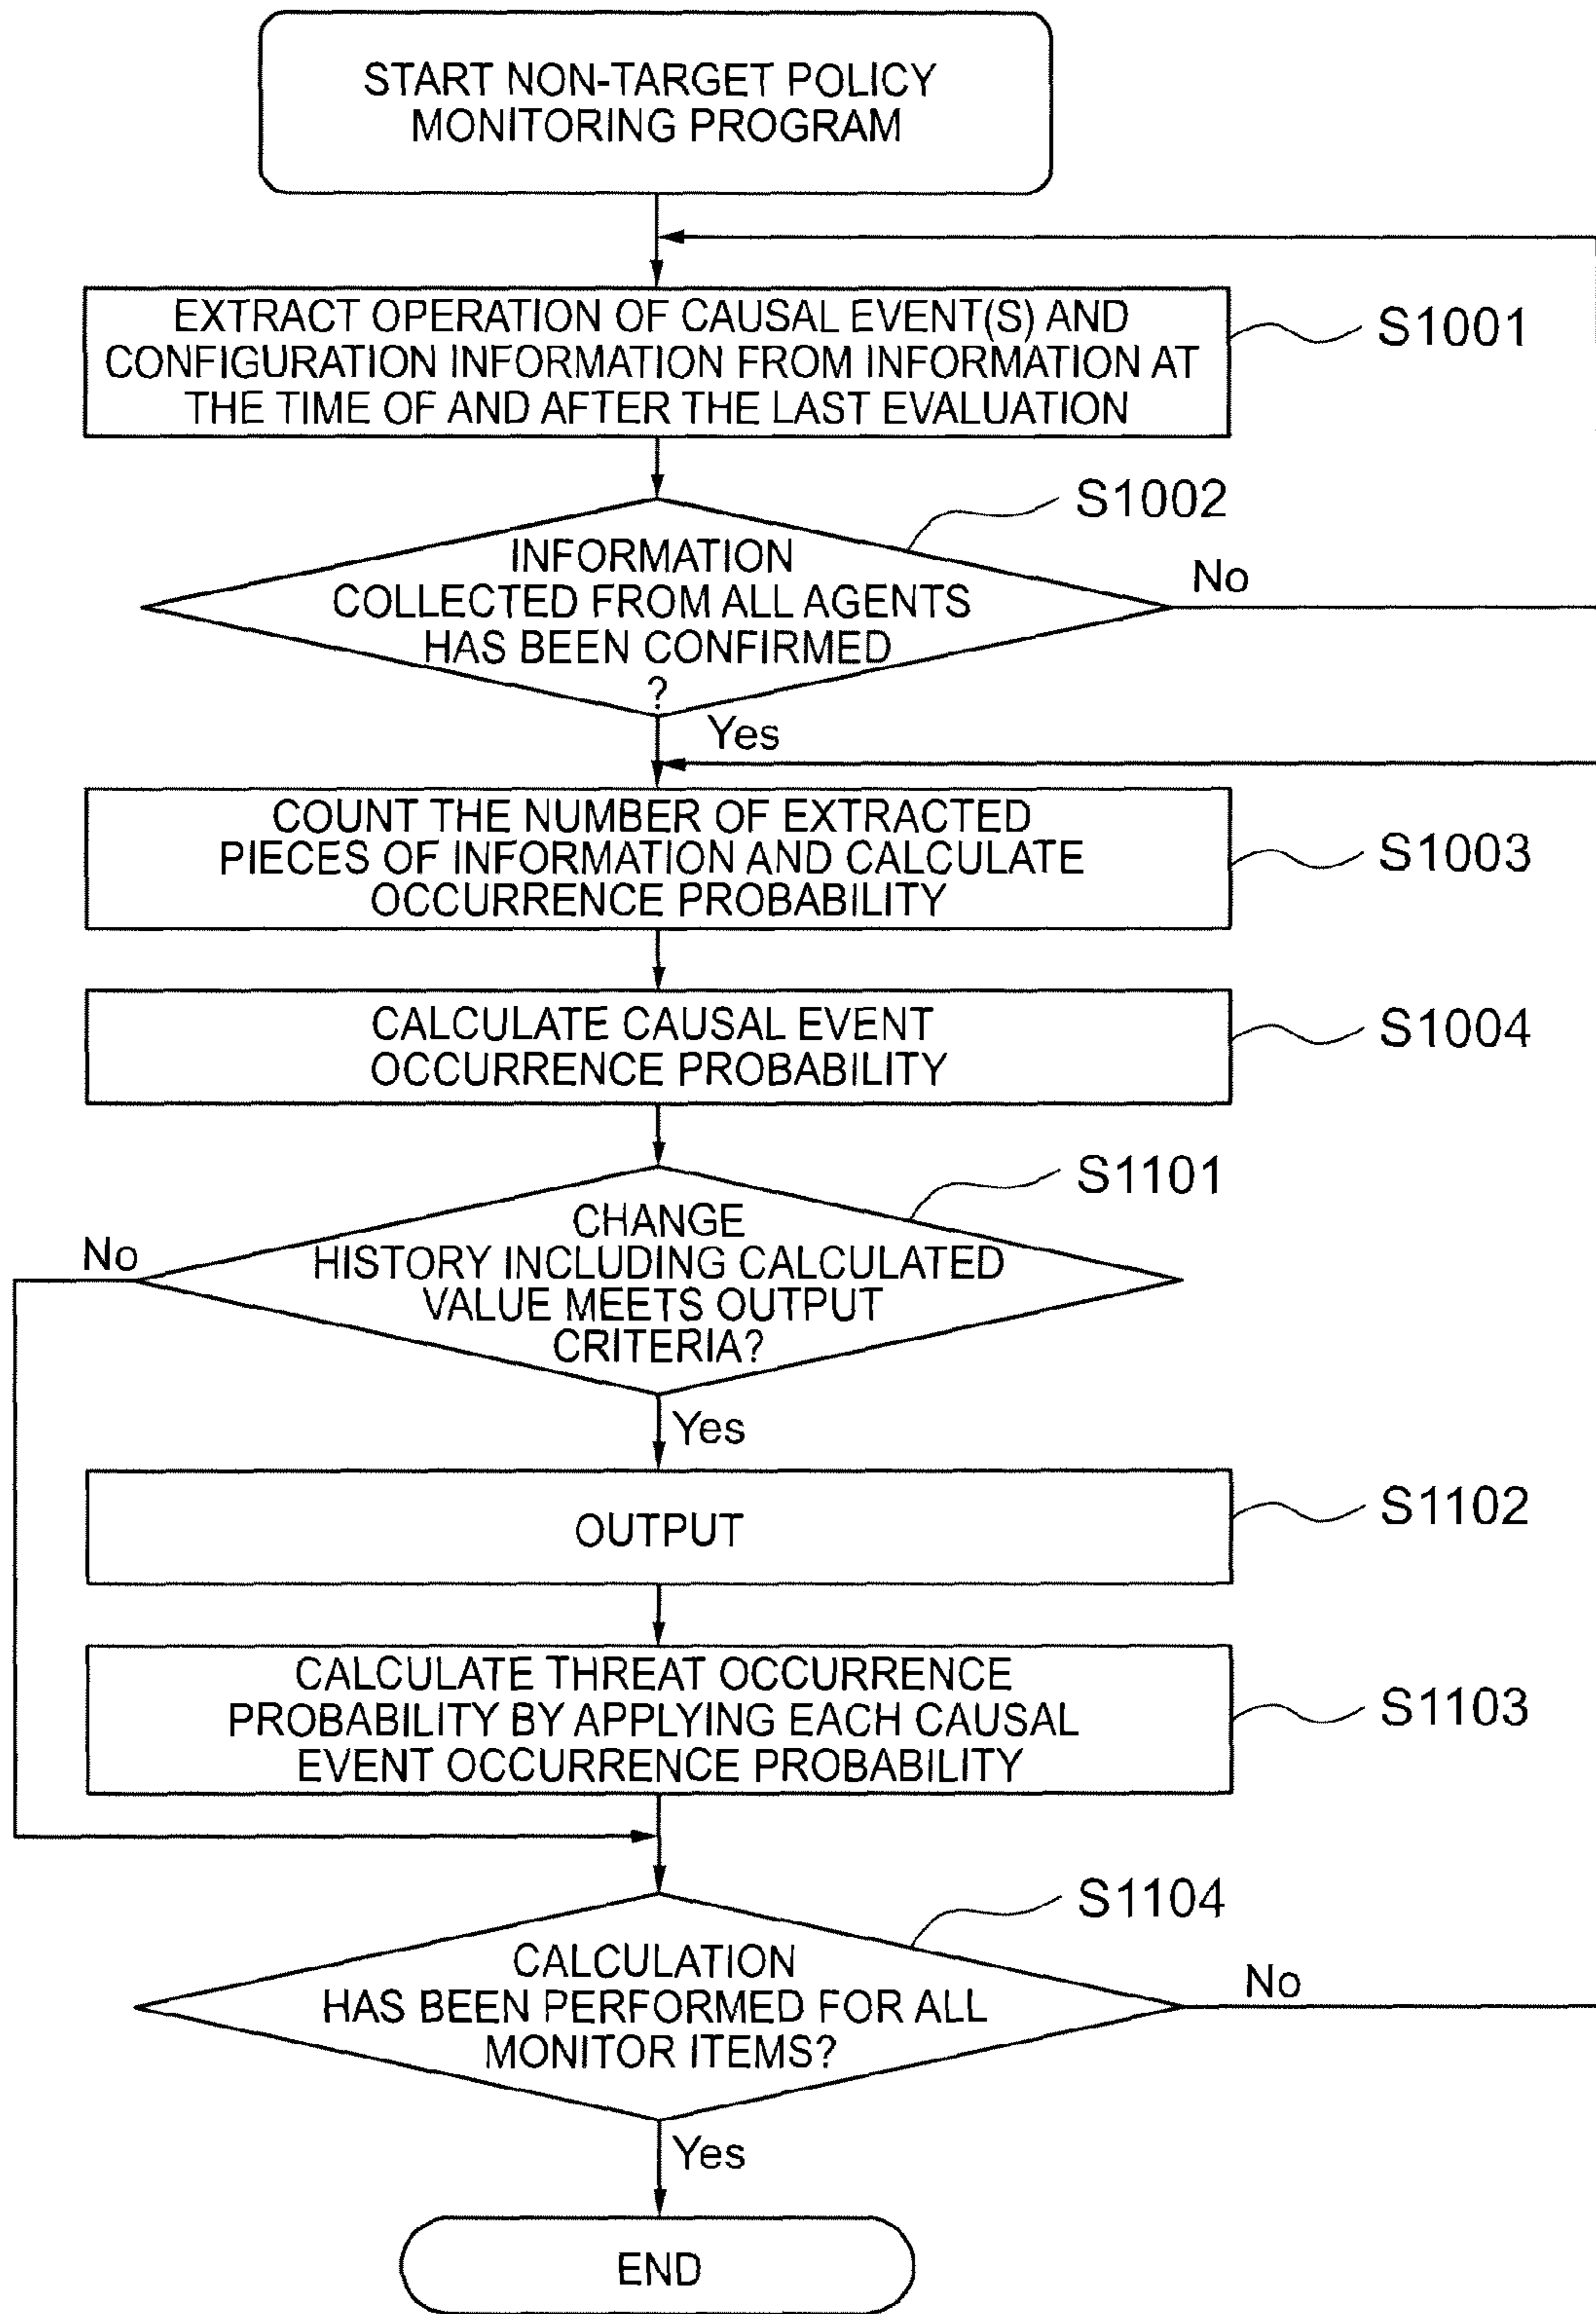 START NON-TARGET POLICY
MONITORING PROGRAM
EXTRACT OPERATION OF CAUSAL EVENT(S) AND
CONFIGURATION INFORMATION FROM INFORMATION AT
THE TIME OF AND AFTER THE LAST EVALUATION
S1001
S1002
INFORMATION
COLLECTED FROM ALL AGENTS
HAS BEEN CONFIRMED
?
No
Yes
COUNT THE NUMBER OF EXTRACTED
PIECES OF INFORMATION AND CALCULATE
OCCURRENCE PROBABILITY
S1003
CALCULATE CAUSAL EVENT
OCCURRENCE PROBABILITY
S1004
S1101
CHANGE
HISTORY INCLUDING CALCULATED
VALUE MEETS OUTPUT
CRITERIA?
No
Yes
OUTPUT
S1102
CALCULATE THREAT OCCURRENCE
PROBABILITY BY APPLYING EACH CAUSAL
EVENT OCCURRENCE PROBABILITY
S1103
S1104
CALCULATION
HAS BEEN PERFORMED FOR ALL
MONITOR ITEMS?
No
Yes
END